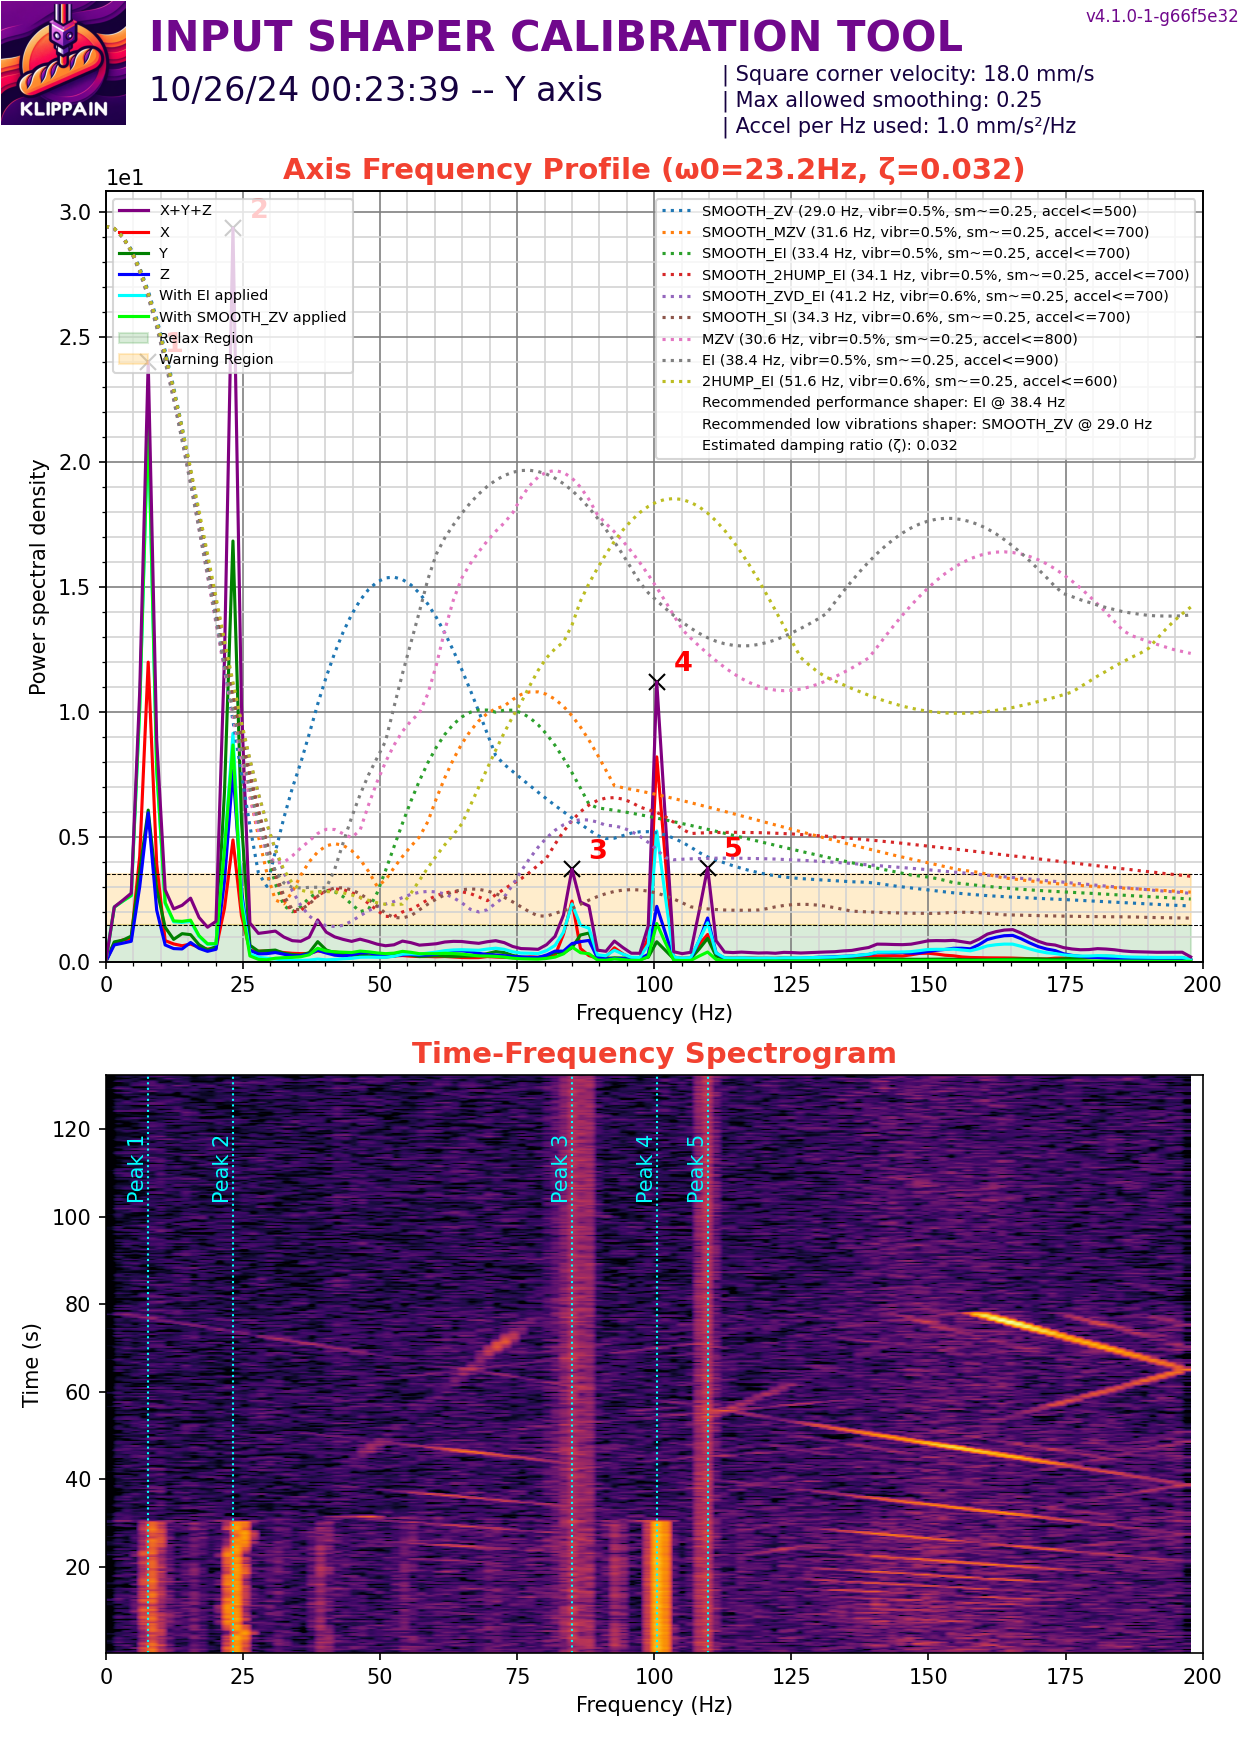 v4.1.0-1-g66f5e32
INPUT SHAPER CALIBRATION TOOL
10/26/24 00:23:39 -- Y axis
| Square corner velocity: 18.0 mm/s
| Max allowed smoothing: 0.25
| Accel per Hz used: 1.0 mm/s²/Hz
KLIPPAIN
Axis Frequency Profile (ω0=23.2Hz, ζ=0.032)
1e1
X+Y+Z
X
Y
Z
With EI applied
With SMOOTH_ZV applied
Relax Region
Warning Region
SMOOTH_ZV (29.0 Hz, vibr=0.5%, sm~=0.25, accel<=500)
SMOOTH_MZV (31.6 Hz, vibr=0.5%, sm~=0.25, accel<=700)
SMOOTH_EI (33.4 Hz, vibr=0.5%, sm~=0.25, accel<=700)
SMOOTH_2HUMP_EI (34.1 Hz, vibr=0.5%, sm~=0.25, accel<=700)
SMOOTH_ZVD_EI (41.2 Hz, vibr=0.6%, sm~=0.25, accel<=700)
SMOOTH_SI (34.3 Hz, vibr=0.6%, sm~=0.25, accel<=700)
MZV (30.6 Hz, vibr=0.5%, sm~=0.25, accel<=800)
EI (38.4 Hz, vibr=0.5%, sm~=0.25, accel<=900)
2HUMP_EI (51.6 Hz, vibr=0.6%, sm~=0.25, accel<=600)
Recommended performance shaper: EI @ 38.4 Hz
Recommended low vibrations shaper: SMOOTH_ZV @ 29.0 Hz
Estimated damping ratio (ζ): 0.032
1
2
3
4
5
Power spectral density
3.0
2.5
2.0
1.5
1.0
0.5
0.0
0 25 50 75 100 125 150 175 200
Frequency (Hz)
Time-Frequency Spectrogram
Peak 1
Peak 2
Peak 3
Peak 4
Peak 5
Time (s)
120
100
80
60
40
20
0 25 50 75 100 125 150 175 200
Frequency (Hz)